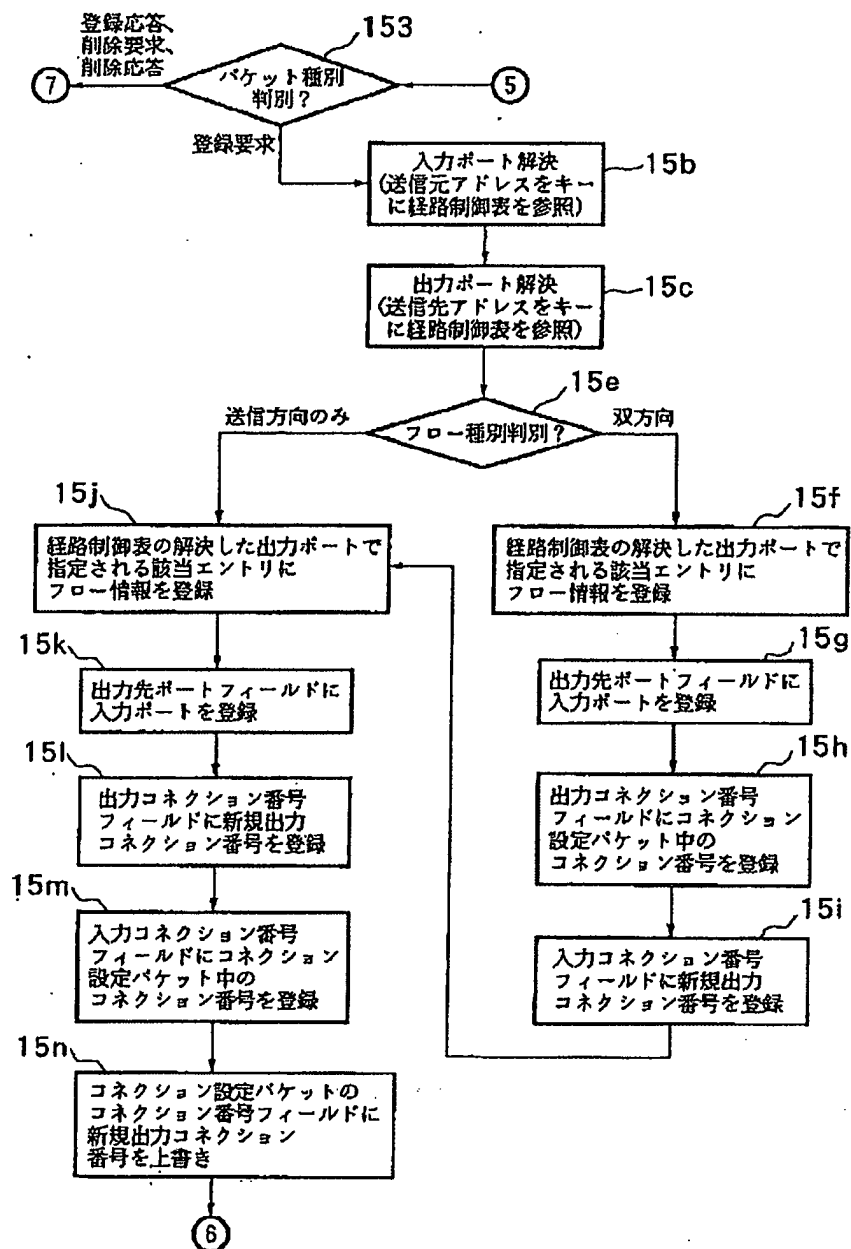 登録応答、
削除要求、
削除応答
153
パケット種別
判別?
7
5
登録要求
入力ポート解決
(送信元アドレスをキー
に経路制御表を参照)
15b
出力ポート解決
(送信先アドレスをキー
に経路制御表を参照)
15c
15e
送信方向のみ
フロー種別判別?
双方向
15j
経路制御表の解決した出力ポートで
指定される該当エントリに
フロー情報を登録
15f
経路制御表の解決した出力ポートで
指定される該当エントリに
フロー情報を登録
15k
出力先ポートフィールドに
入力ポートを登録
15g
出力先ポートフィールドに
入力ポートを登録
15l
出力コネクション番号
フィールドに新規出力
コネクション番号を登録
15h
出力コネクション番号
フィールドにコネクション
設定パケット中の
コネクション番号を登録
15m
入力コネクション番号
フィールドにコネクション
設定パケット中の
コネクション番号を登録
15i
入力コネクション番号
フィールドに新規出力
コネクション番号を登録
15n
コネクション設定パケットの
コネクション番号フィールドに
新規出力コネクション
番号を上書き
6